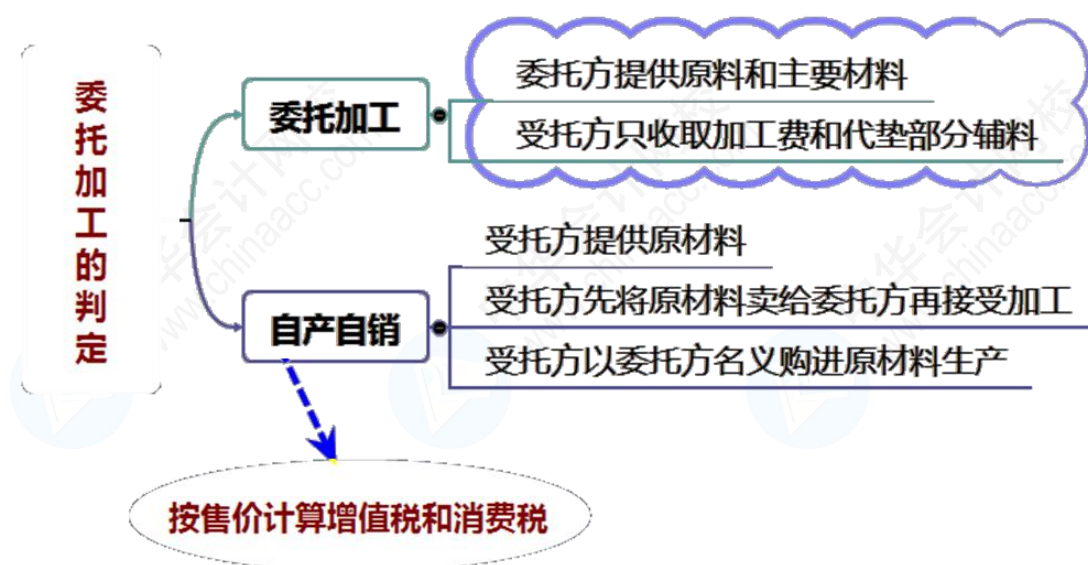 委托加工的判定
委托加工
委托方提供原料和主要材料
受托方只收取加工费和代垫部分辅料
自产自销
受托方提供原材料
受托方先将原材料卖给委托方再接受加工
受托方以委托方名义购进原材料生产
按售价计算增值税和消费税